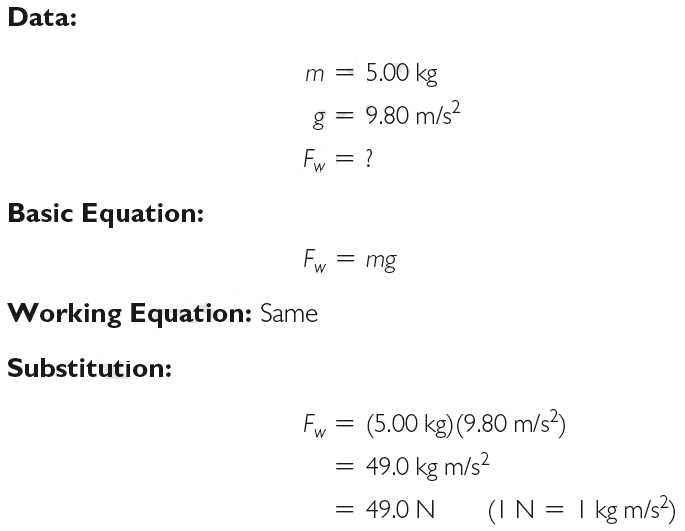 Data:
m = 5.00 kg
g = 9.80 m/s²
F_w = ?
Basic Equation:
F_w = mg
Working Equation: Same
Substitution:
F_w = (5.00 kg)(9.80 m/s²)
= 49.0 kg m/s²
= 49.0 N (1 N = 1 kg m/s²)